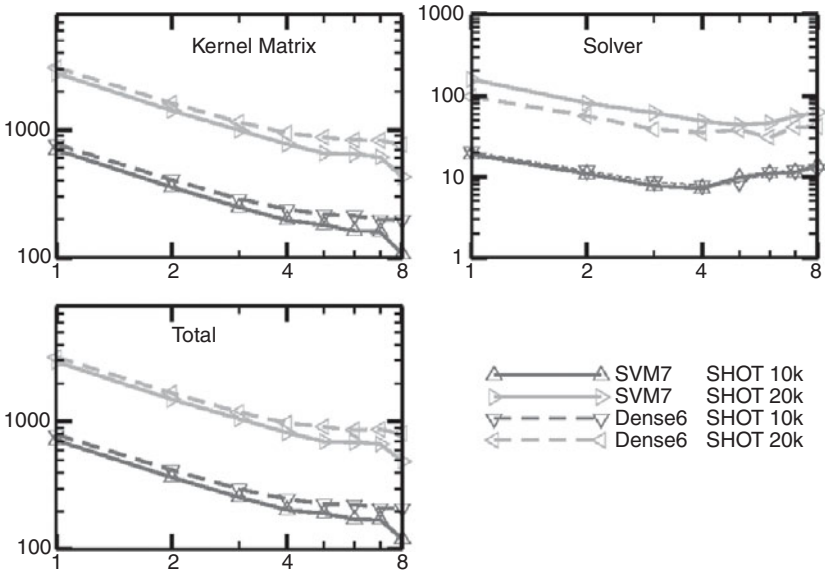 Kernel Matrix
1000
100
1 2 4 8
Solver
1000
100
10
1
1 2 4 8
Total
1000
100
1 2 4 8
SVM7 SHOT 10k
SVM7 SHOT 20k
Dense6 SHOT 10k
Dense6 SHOT 20k